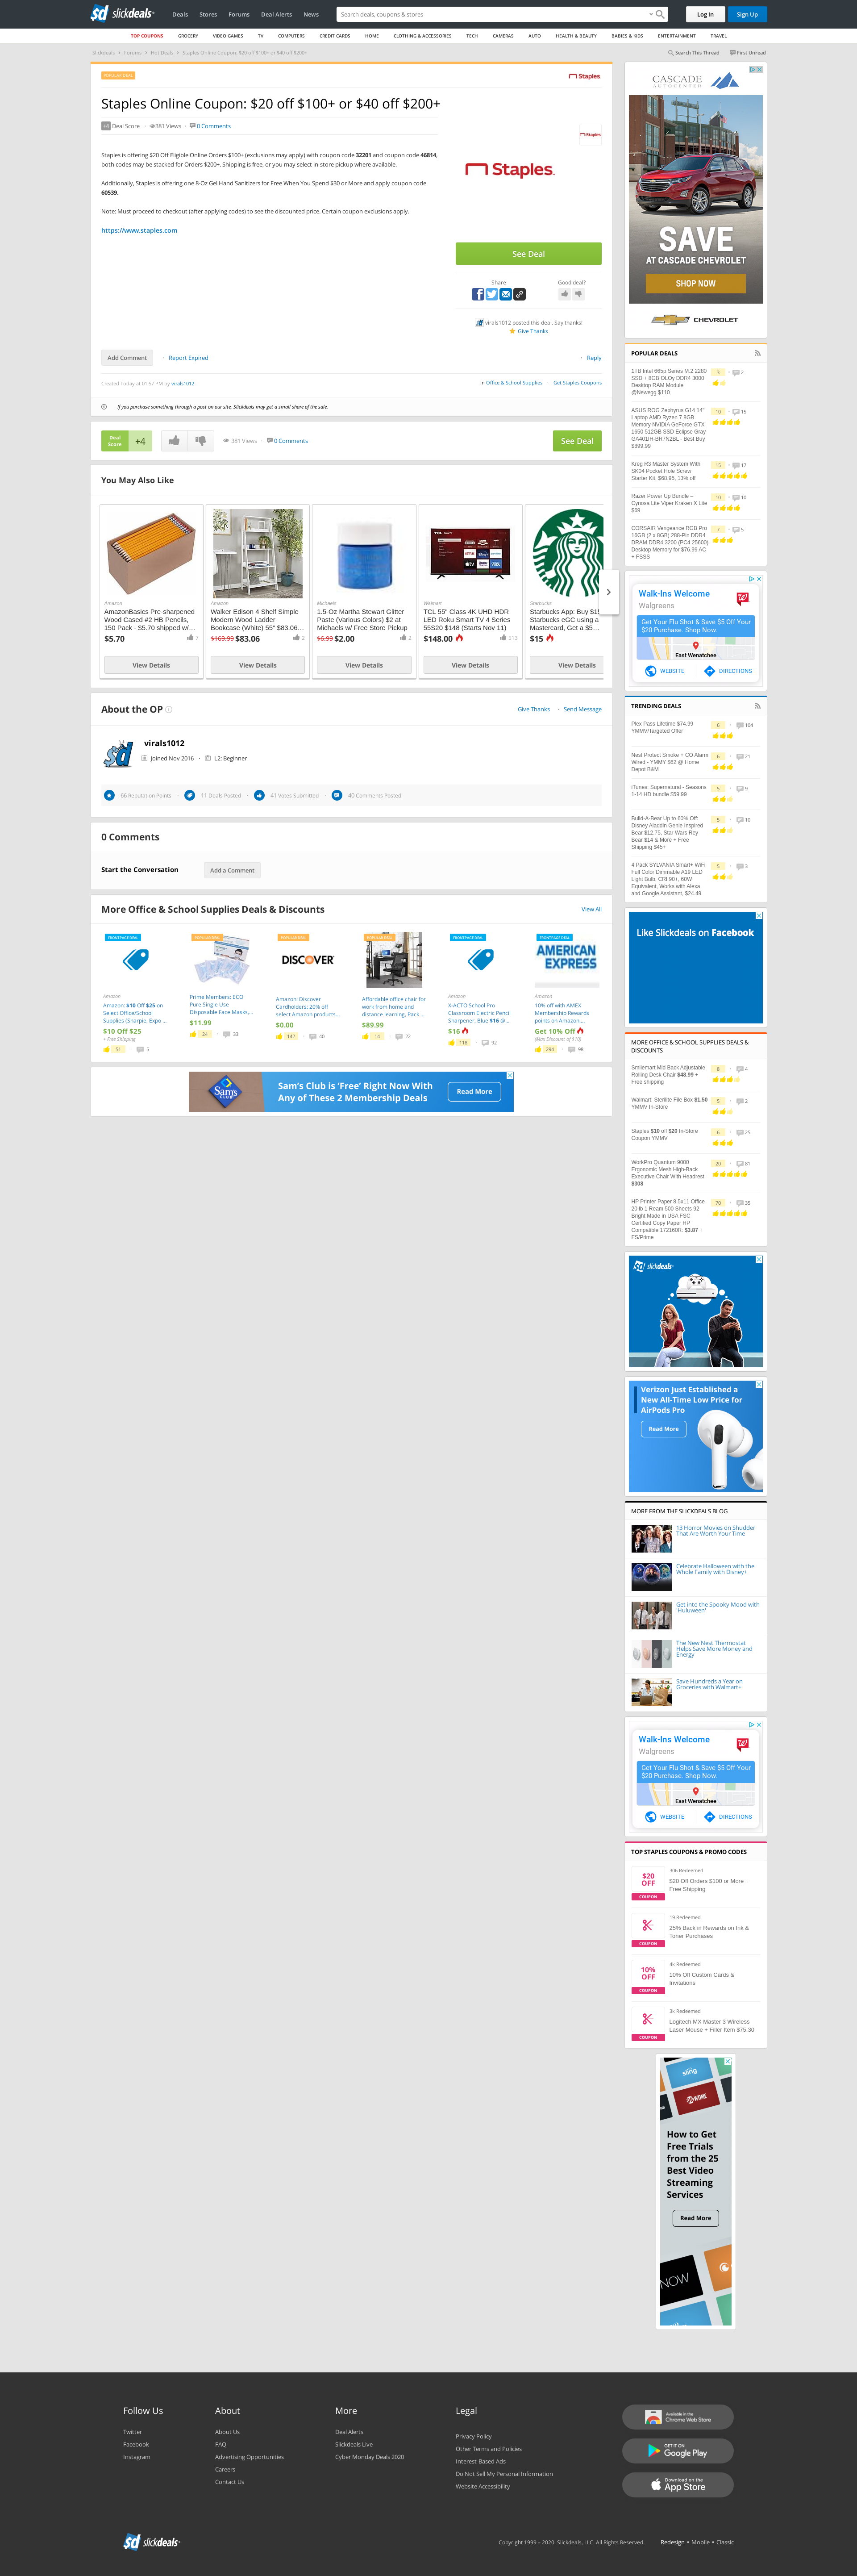 slickdeals
Deals Stores Forums Deal Alerts News
Search deals, coupons & stores
Log In Sign Up
TOP COUPONS GROCERY VIDEO GAMES TV COMPUTERS CREDIT CARDS HOME CLOTHING & ACCESSORIES TECH CAMERAS AUTO HEALTH & BEAUTY BABIES & KIDS ENTERTAINMENT TRAVEL
Slickdeals Forums Hot Deals Staples Online Coupon: $20 off $100+ or $40 off $200+
Search This Thread First Unread
POPULAR DEAL
Staples
Staples Online Coupon: $20 off $100+ or $40 off $200+
+4 Deal Score 381 Views 0 Comments
Staples is offering $20 Off Eligible Online Orders $100+ (exclusions may apply) with coupon code 32201 and coupon code 46814,
both codes may be stacked for Orders $200+. Shipping is free, or you may select in-store pickup where available.
Additionally, Staples is offering one 8-Oz Gel Hand Sanitizers for Free When You Spend $30 or More and apply coupon code
60539.
Note: Must proceed to checkout (after applying codes) to see the discounted price. Certain coupon exclusions apply.
https://www.staples.com
Staples
Staples.
See Deal
Share Good deal?
virals1012 posted this deal. Say thanks!
Give Thanks
Add Comment Report Expired Reply
Created Today at 01:57 PM by virals1012
in Office & School Supplies Get Staples Coupons
If you purchase something through a post on our site, Slickdeals may get a small share of the sale.
Deal
Score +4 381 Views 0 Comments See Deal
You May Also Like
Amazon
AmazonBasics Pre-sharpened
Wood Cased #2 HB Pencils,
150 Pack - $5.70 shipped w/...
$5.70 7
View Details
Amazon
Walker Edison 4 Shelf Simple
Modern Wood Ladder
Bookcase (White) 55" $83.06...
$169.99 $83.06 2
View Details
Michaels
1.5-Oz Martha Stewart Glitter
Paste (Various Colors) $2 at
Michaels w/ Free Store Pickup
$6.99 $2.00 2
View Details
Walmart
TCL 55" Class 4K UHD HDR
LED Roku Smart TV 4 Series
55S20 $148 (Starts Nov 11)
$148.00 513
View Details
Starbucks
Starbucks App: Buy $15
Starbucks eGC using a
Mastercard, Get a $5...
$15
View Details
About the OP Give Thanks Send Message
virals1012
Joined Nov 2016 L2: Beginner
66 Reputation Points 11 Deals Posted 41 Votes Submitted 40 Comments Posted
0 Comments
Start the Conversation Add a Comment
More Office & School Supplies Deals & Discounts View All
FRONTPAGE DEAL
Amazon
Amazon: $10 Off $25 on
Select Office/School
Supplies (Sharpie, Expo ...
$10 Off $25
+ Free Shipping
51 5
POPULAR DEAL
Prime Members: ECO
Pure Single Use
Disposable Face Masks,...
$11.99
24 33
POPULAR DEAL
DISCOVER
Amazon: Discover
Cardholders: 20% off
select Amazon products...
$0.00
142 40
POPULAR DEAL
Affordable office chair for
work from home and
distance learning, Pack ...
$89.99
14 22
FRONTPAGE DEAL
Amazon
X-ACTO School Pro
Classroom Electric Pencil
Sharpener, Blue $16 @...
$16
118 92
FRONTPAGE DEAL
AMERICAN
EXPRESS
Amazon
10% off with AMEX
Membership Rewards
points on Amazon...
Get 10% Off
(Max Discount of $10)
294 98
Sam's Club
Sam's Club is 'Free' Right Now With
Any of These 2 Membership Deals
Read More
CASCADE
AUTOCENTER
SAVE
AT CASCADE CHEVROLET
SHOP NOW
CHEVROLET
POPULAR DEALS
1TB Intel 665p Series M.2 2280
SSD + 8GB OLOy DDR4 3000
Desktop RAM Module
@Newegg $110
3 2
ASUS ROG Zephyrus G14 14"
Laptop AMD Ryzen 7 8GB
Memory NVIDIA GeForce GTX
1650 512GB SSD Eclipse Gray
GA401IH-BR7N2BL - Best Buy
$899.99
10 15
Kreg R3 Master System With
SK04 Pocket Hole Screw
Starter Kit, $88.95, 13% off
15 17
Razer Power Up Bundle –
Cynosa Lite Viper Kraken X Lite
$69
10 10
CORSAIR Vengeance RGB Pro
16GB (2 x 8GB) 288-Pin DDR4
DRAM DDR4 3200 (PC4 25600)
Desktop Memory for $76.99 AC
+ FSSS
7 5
Walk-Ins Welcome
Walgreens
Get Your Flu Shot & Save $5 Off Your
$20 Purchase. Shop Now.
East Wenatchee
WEBSITE DIRECTIONS
TRENDING DEALS
Plex Pass Lifetime $74.99
YMMV/Targeted Offer
6 104
Nest Protect Smoke + CO Alarm
Wired - YMMY $62 @ Home
Depot B&M
6 21
iTunes: Supernatural - Seasons
1-14 HD bundle $59.99
5 9
Build-A-Bear Up to 60% Off:
Disney Aladdin Genie Inspired
Bear $12.75, Star Wars Rey
Bear $14 & More + Free
Shipping $45+
5 10
4 Pack SYLVANIA Smart+ WiFi
Full Color Dimmable A19 LED
Light Bulb, CRI 90+, 60W
Equivalent, Works with Alexa
and Google Assistant, $24.49
5 3
Like Slickdeals on Facebook
MORE OFFICE & SCHOOL SUPPLIES DEALS &
DISCOUNTS
Smilemart Mid Back Adjustable
Rolling Desk Chair $48.99 +
Free shipping
8 4
Walmart: Sterilite File Box $1.50
YMMV In-Store
5 2
Staples $10 off $20 In-Store
Coupon YMMV
6 25
WorkPro Quantum 9000
Ergonomic Mesh High-Back
Executive Chair With Headrest
$308
20 81
HP Printer Paper 8.5x11 Office
20 lb 1 Ream 500 Sheets 92
Bright Made in USA FSC
Certified Copy Paper HP
Compatible 172160R: $3.87 +
FS/Prime
70 35
slickdeals
Verizon Just Established a
New All-Time Low Price for
AirPods Pro
Read More
MORE FROM THE SLICKDEALS BLOG
13 Horror Movies on Shudder
That Are Worth Your Time
Celebrate Halloween with the
Whole Family with Disney+
Get into the Spooky Mood with
'Huluween'
The New Nest Thermostat
Helps Save More Money and
Energy
Save Hundreds a Year on
Groceries with Walmart+
Walk-Ins Welcome
Walgreens
Get Your Flu Shot & Save $5 Off Your
$20 Purchase. Shop Now.
East Wenatchee
WEBSITE DIRECTIONS
TOP STAPLES COUPONS & PROMO CODES
$20
OFF
COUPON
306 Redeemed
$20 Off Orders $100 or More +
Free Shipping
COUPON
19 Redeemed
25% Back in Rewards on Ink &
Toner Purchases
10%
OFF
COUPON
4k Redeemed
10% Off Custom Cards &
Invitations
COUPON
3k Redeemed
Logitech MX Master 3 Wireless
Laser Mouse + Filler Item $75.30
sling
SHOWTIME
How to Get
Free Trials
from the 25
Best Video
Streaming
Services
Read More
NOW
Follow Us
Twitter
Facebook
Instagram
About
About Us
FAQ
Advertising Opportunities
Careers
Contact Us
More
Deal Alerts
Slickdeals Live
Cyber Monday Deals 2020
Legal
Privacy Policy
Other Terms and Policies
Interest-Based Ads
Do Not Sell My Personal Information
Website Accessibility
Available in the
Chrome Web Store
GET IT ON
Google Play
Download on the
App Store
slickdeals
Copyright 1999 – 2020. Slickdeals, LLC. All Rights Reserved. Redesign • Mobile • Classic